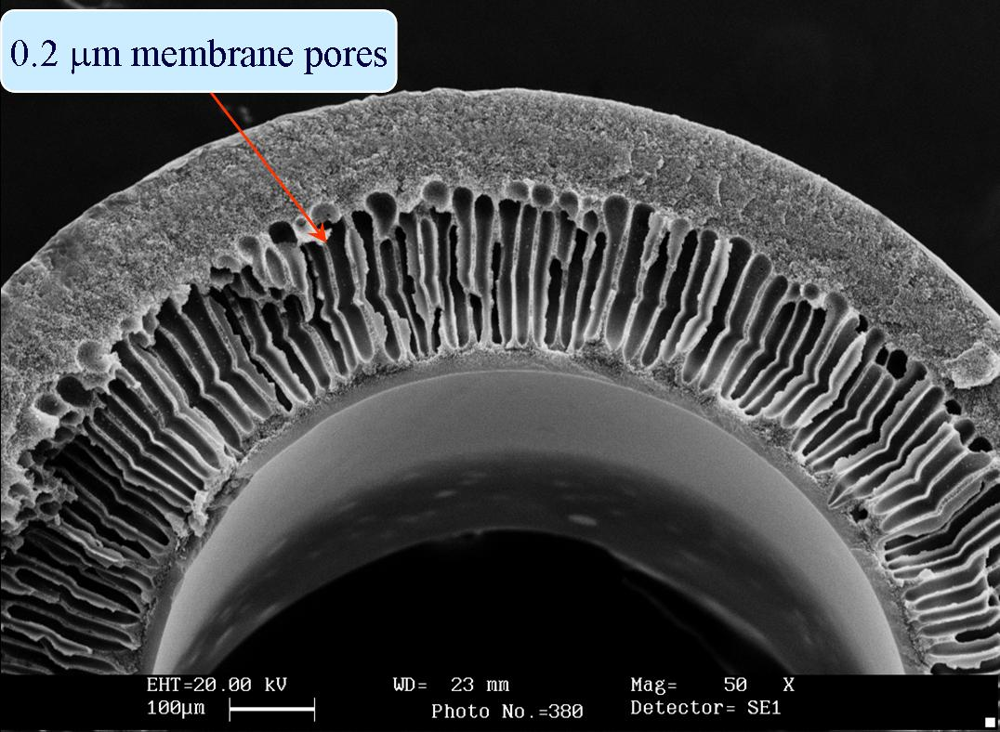 0.2 μm membrane pores
EHT=20.00 kV WD= 23 mm Mag= 50 X
100μm Photo No.=380 Detector= SE1